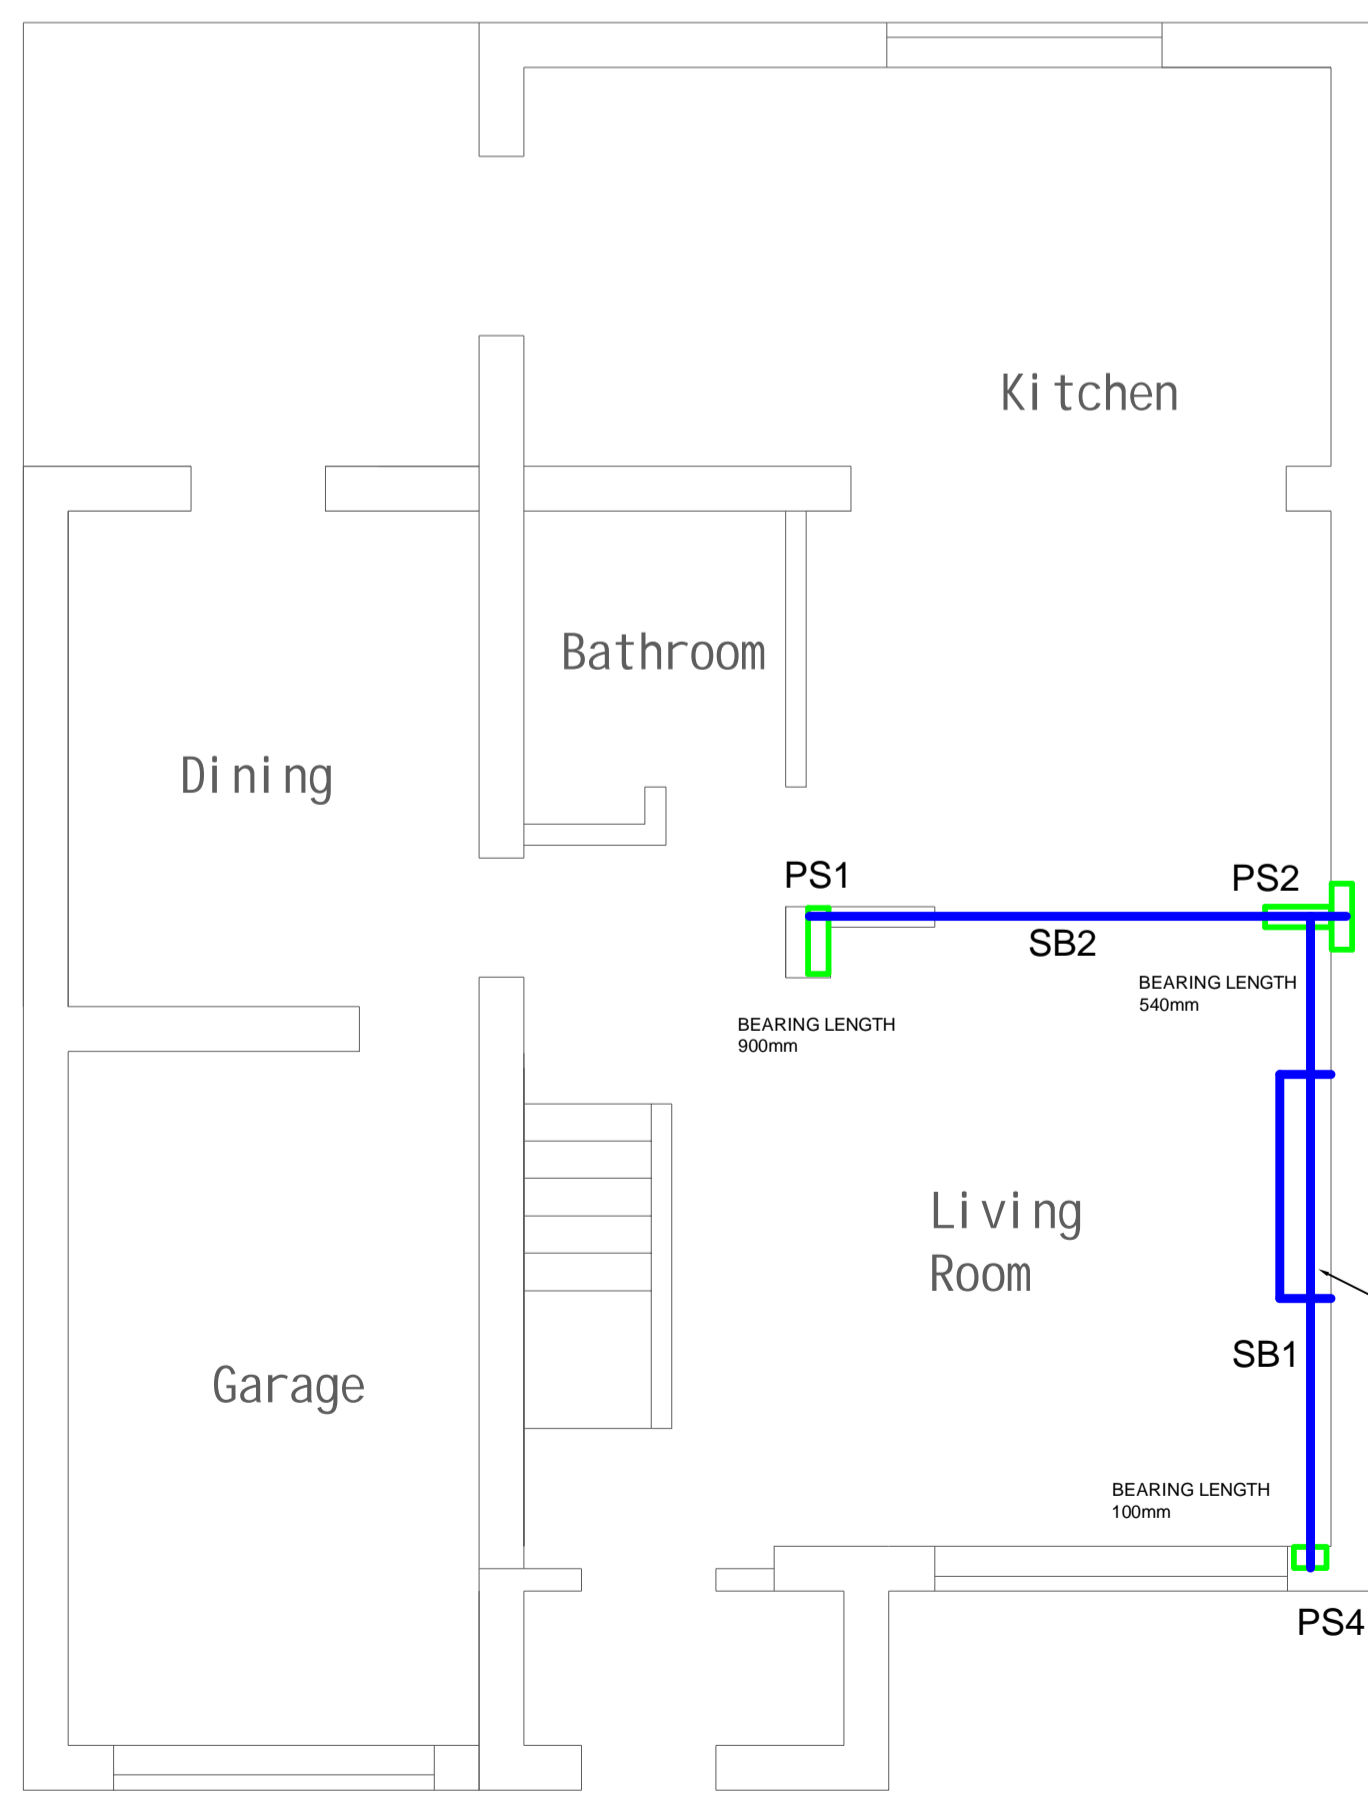 Kitchen
Bathroom
Dining
PS1
PS2
SB2
BEARING LENGTH
540mm
BEARING LENGTH
900mm
Living
Room
SB1
Garage
BEARING LENGTH
100mm
PS4